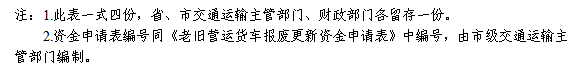 注：1.此表一式四份，省、市交通运输主管部门、财政部门各留存一份。
2.资金申请表编号同《老旧营运货车报废更新资金申请表》中编号，由市级交通运输主
管部门编制。